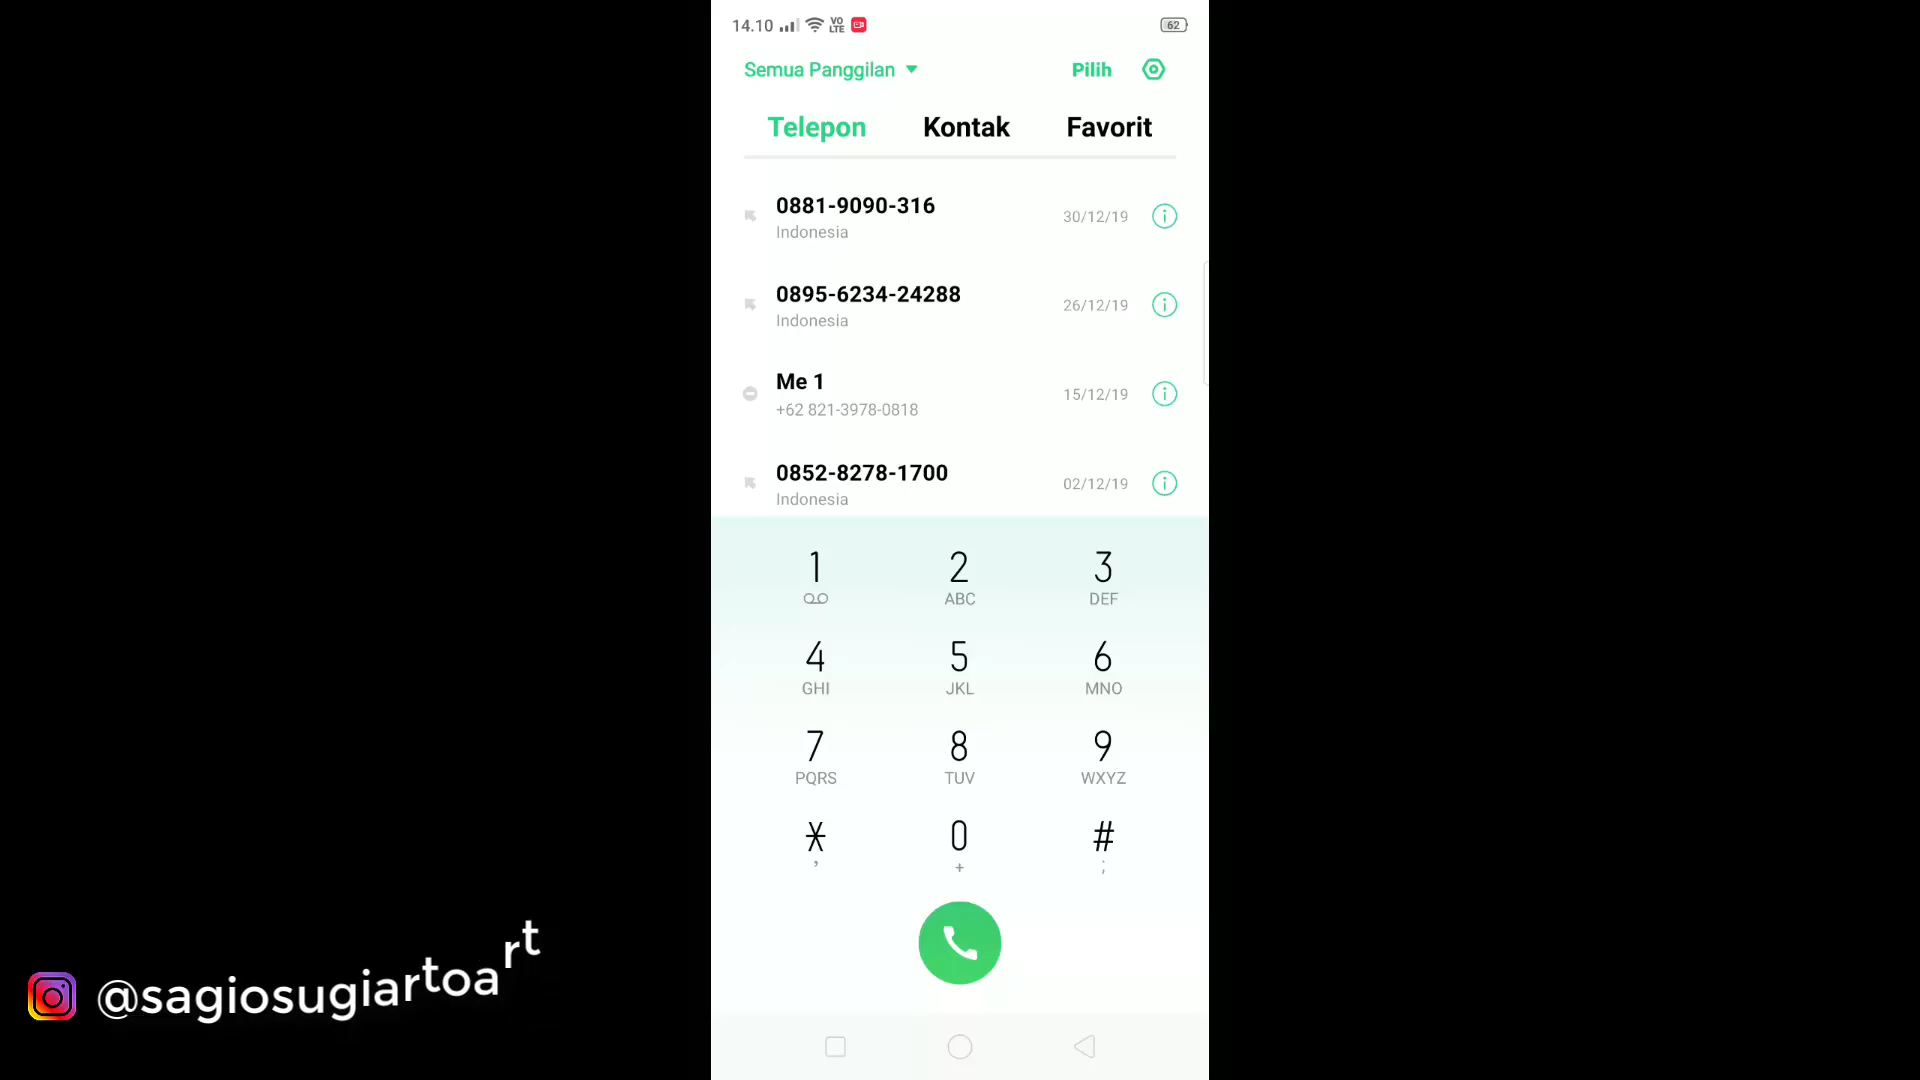 14.10 VO LTE 62
Semua Panggilan Pilih
Telepon Kontak Favorit
0881-9090-316
Indonesia
30/12/19
0895-6234-24288
Indonesia
26/12/19
Me 1
+62 821-3978-0818
15/12/19
0852-8278-1700
Indonesia
02/12/19
1 2 3
ABC DEF
4 5 6
GHI JKL MNO
7 8 9
PQRS TUV WXYZ
* 0 #
, + ;
@sagiosugiartoart